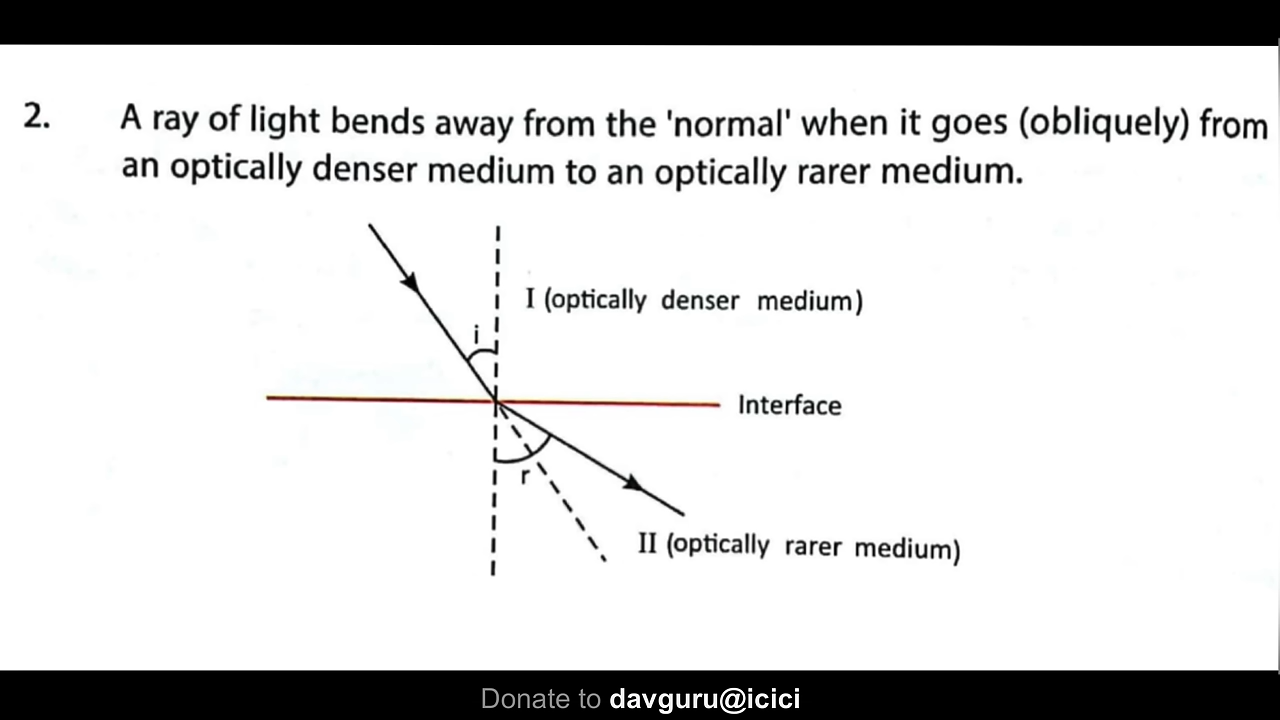 2. A ray of light bends away from the 'normal' when it goes (obliquely) from
an optically denser medium to an optically rarer medium.
I (optically denser medium)
i
Interface
r
II (optically rarer medium)
Donate to davguru@icici